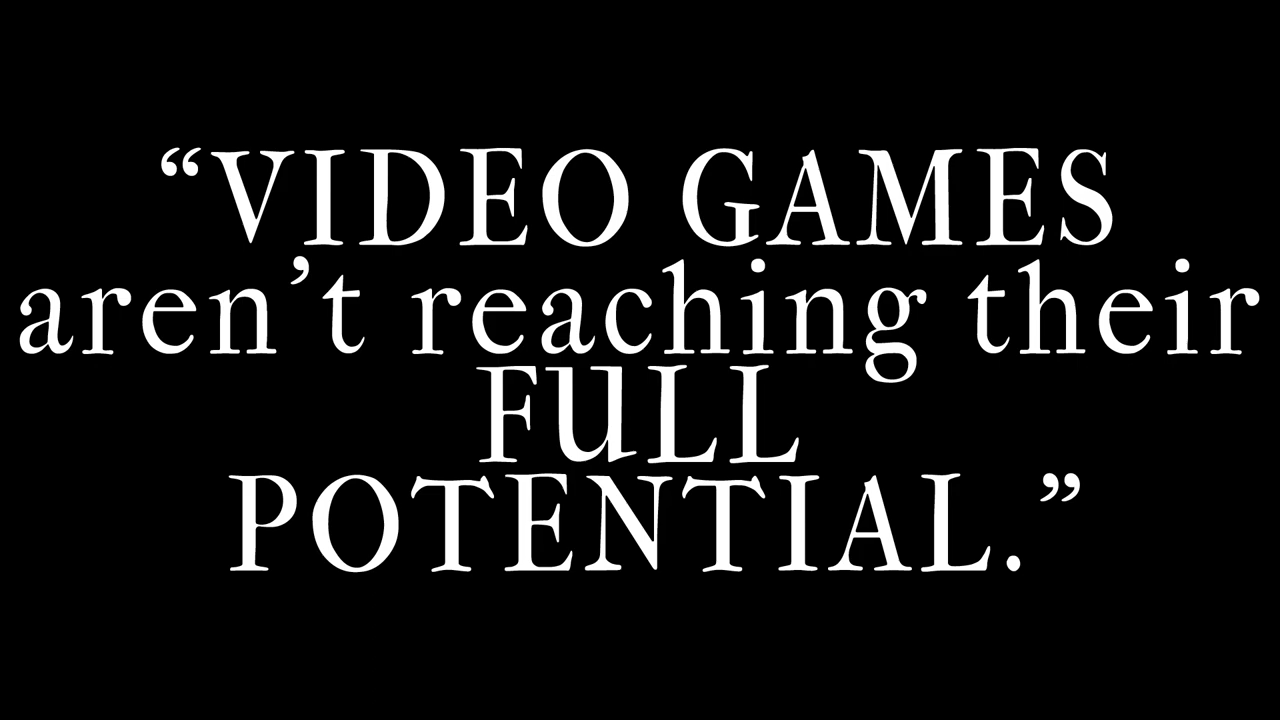 “VIDEO GAMES
aren’t reaching their
FULL
POTENTIAL.”